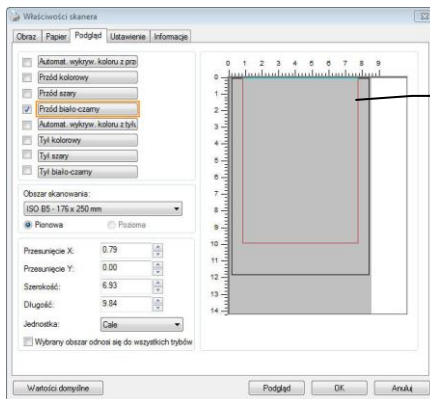 Właściwości skanera
Obraz Papier Podgląd Ustawienie Informacje
Automat. wykryw. koloru z prz
Przód kolorowy
Przód szary
Przód biało-czarny
Automat. wykryw. koloru z tyłu
Tył kolorowy
Tył szary
Tył biało-czarny
Obszar skanowania:
ISO B5 - 176 x 250 mm
Pionowa Pozioma
Przesunięcie X: 0.79
Przesunięcie Y: 0.00
Szerokość: 6.93
Długość: 9.84
Jednostka: Cale
Wybrany obszar odnosi się do wszystkich trybów
0 1 2 3 4 5 6 7 8 9
0
1
2
3
4
5
6
7
8
9
10
11
12
13
14
Wartości domyślne Podgląd OK Anuluj